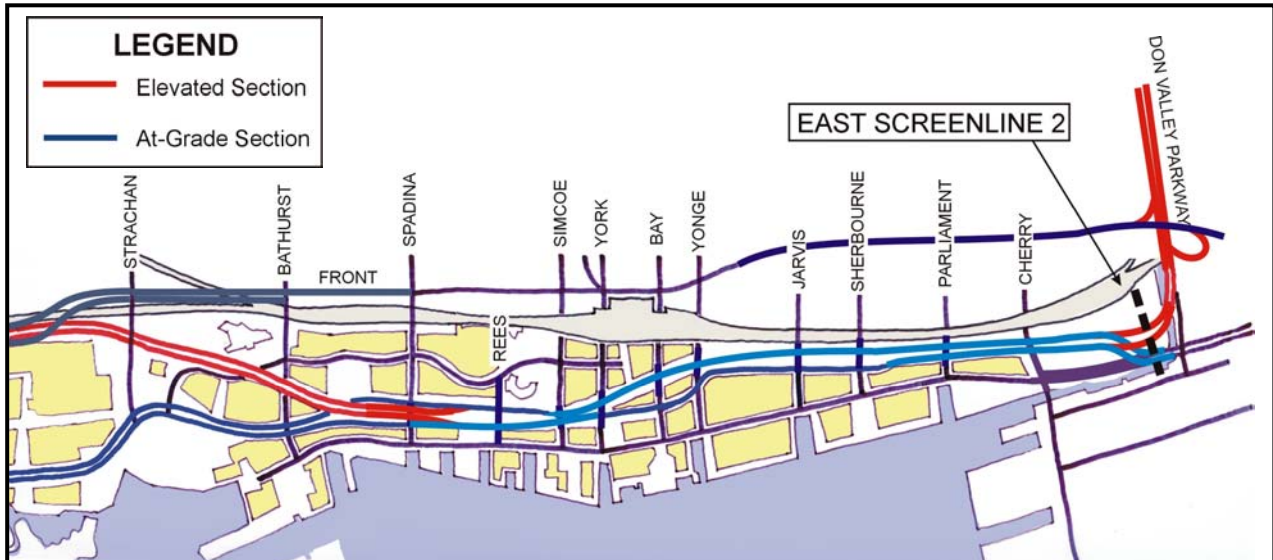 LEGEND
Elevated Section
At-Grade Section
EAST SCREENLINE 2
DON VALLEY PARKWAY
STRACHAN
BATHURST
FRONT
SPADINA
REES
SIMCOE
YORK
BAY
YONGE
JARVIS
SHERBOURNE
PARLIAMENT
CHERRY